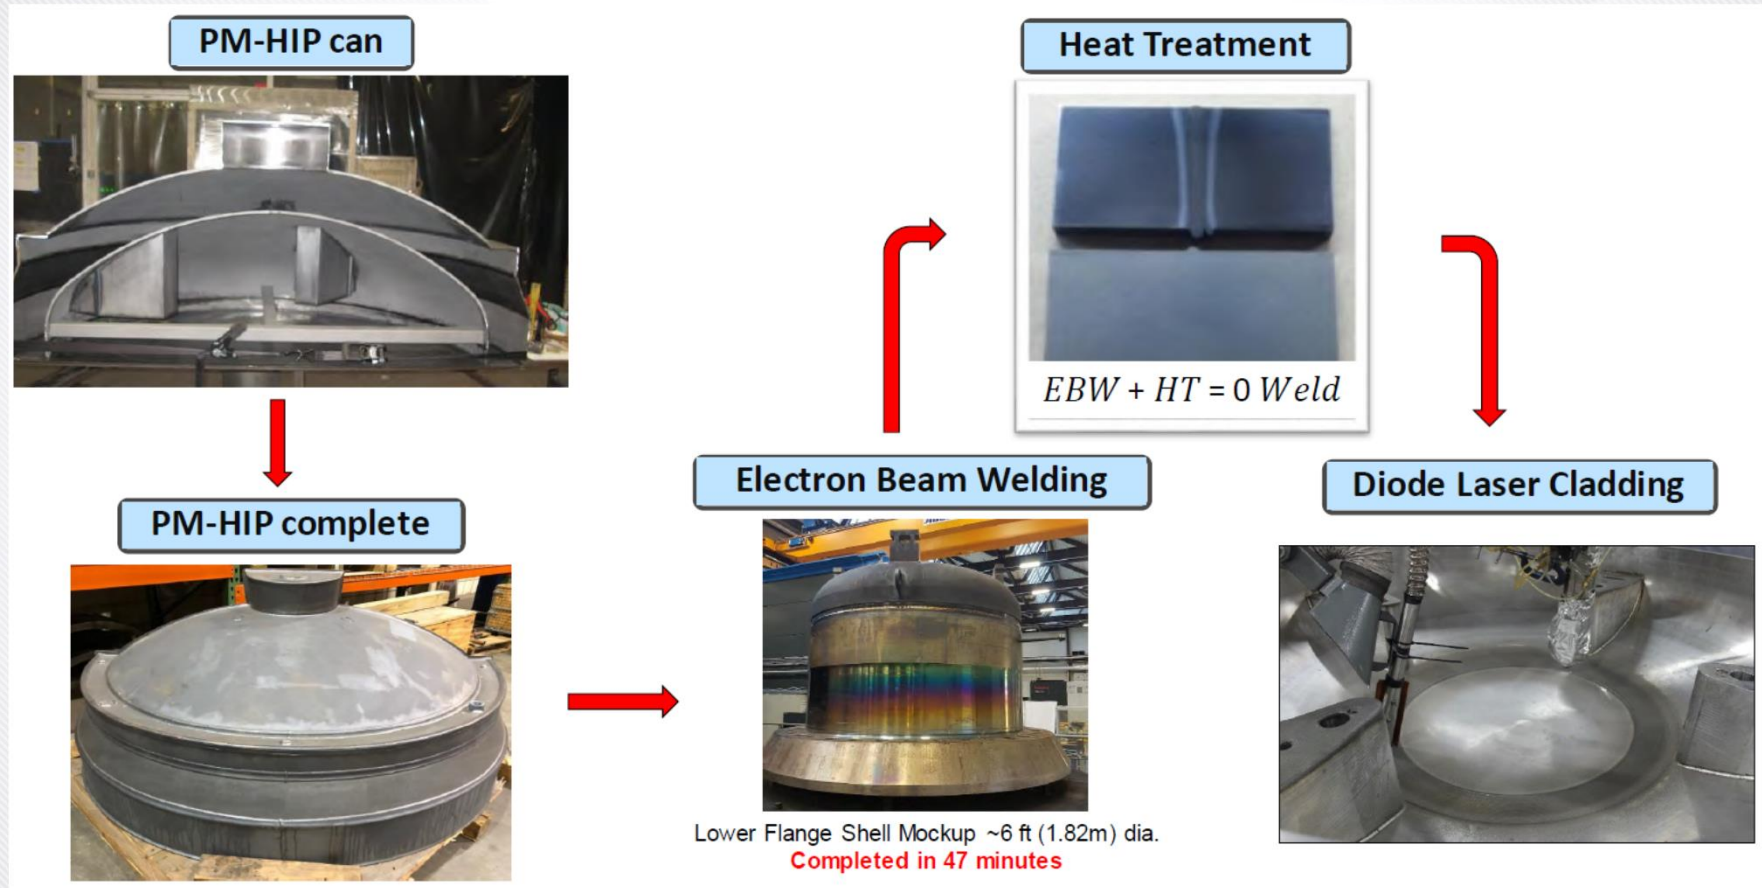 PM-HIP can
PM-HIP complete
Electron Beam Welding
Lower Flange Shell Mockup ~6 ft (1.82m) dia.
Completed in 47 minutes
Heat Treatment
EBW + HT = 0 Weld
Diode Laser Cladding